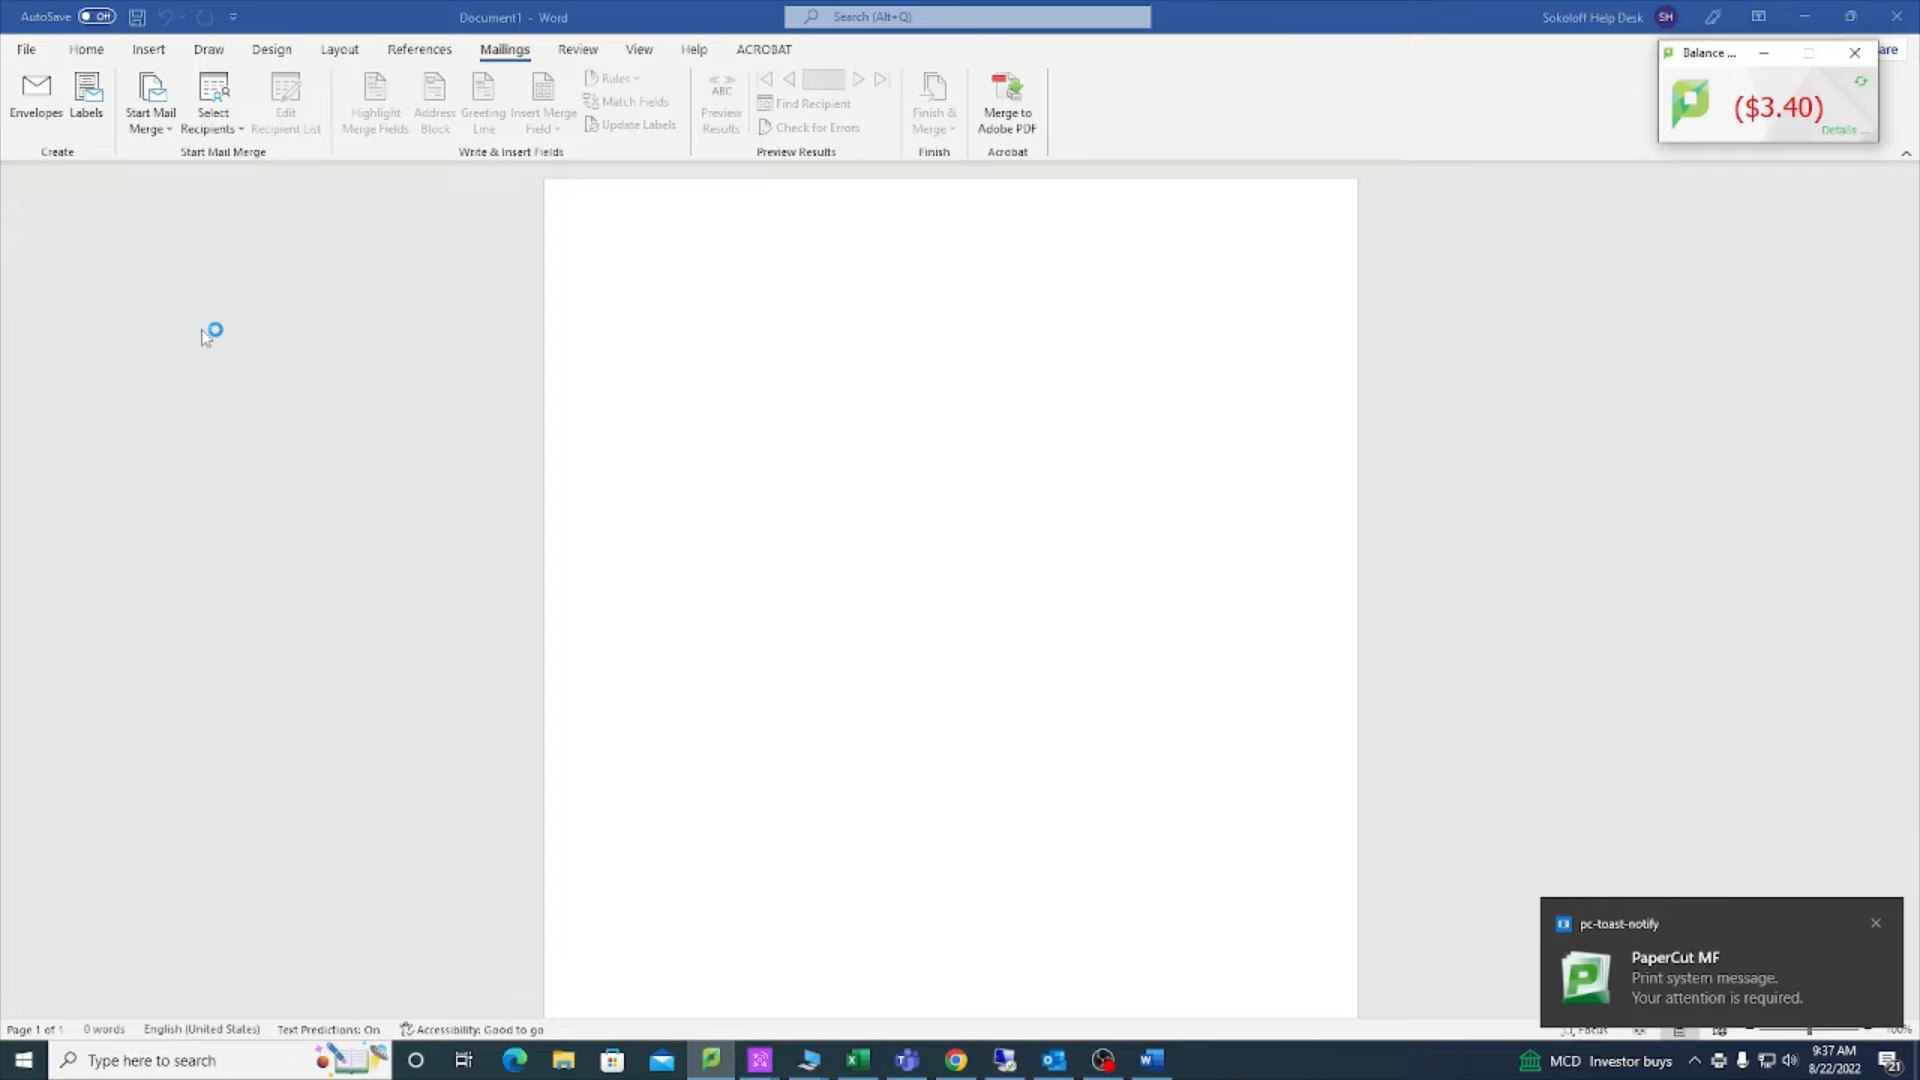 AutoSave Off
Document1 - Word
Search (Alt+Q)
Sokoloff Help Desk SH
File Home Insert Draw Design Layout References Mailings Review View Help ACROBAT
are
Envelopes Labels
Create
Start Mail Merge Select Recipients Edit Recipient List
Start Mail Merge
Highlight Merge Fields Address Block Greeting Line Insert Merge Field
Rules
Match Fields
Update Labels
Write & Insert Fields
ABC
Preview Results
Find Recipient
Check for Errors
Preview Results
Finish & Merge
Finish
Merge to Adobe PDF
Acrobat
Balance ...
($3.40)
Details ...
pc-toast-notify
PaperCut MF
Print system message.
Your attention is required.
Page 1 of 1 0 words English (United States) Text Predictions: On Accessibility: Good to go
Focus
100%
Type here to search
MCD Investor buys
9:37 AM
8/22/2022
21